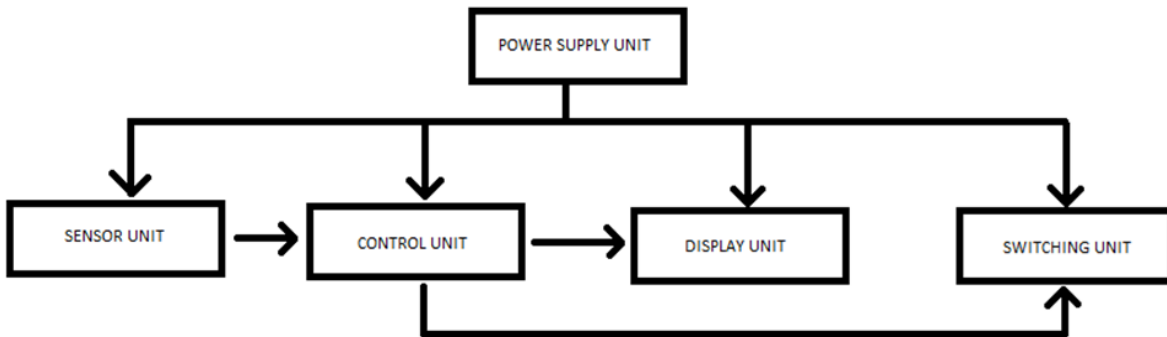 POWER SUPPLY UNIT
SENSOR UNIT
CONTROL UNIT
DISPLAY UNIT
SWITCHING UNIT